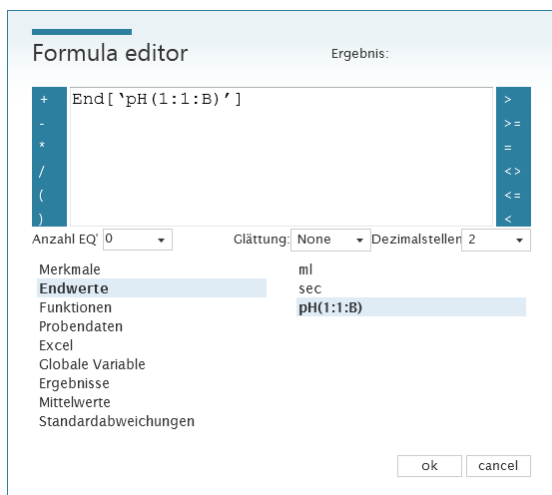 Formula editor
Ergebnis:
+
-
*
/
(
)
End[‘pH(1:1:B)’]
>
>=
=
<>
<=
<
Anzahl EQ' 0
Glättung: None
Dezimalstellen 2
Merkmale
Endwerte
Funktionen
Probendaten
Excel
Globale Variable
Ergebnisse
Mittelwerte
Standardabweichungen
ml
sec
pH(1:1:B)
ok
cancel